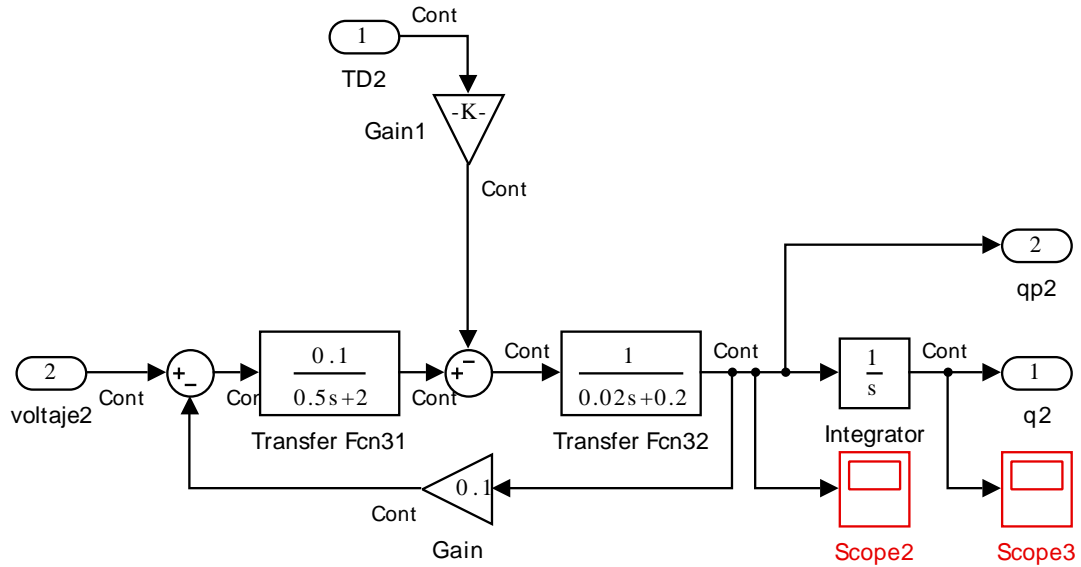 Cont
1
TD2
-K-
Gain1
Cont
2
qp2
2
voltaje2
Cont
+
-
Cor
0.1
0.5s+2
Transfer Fcn31
Cont
-
+
Cont
1
0.02s+0.2
Transfer Fcn32
Cont
1
s
Integrator
Cont
1
q2
0.1
Cont
Gain
Scope2
Scope3